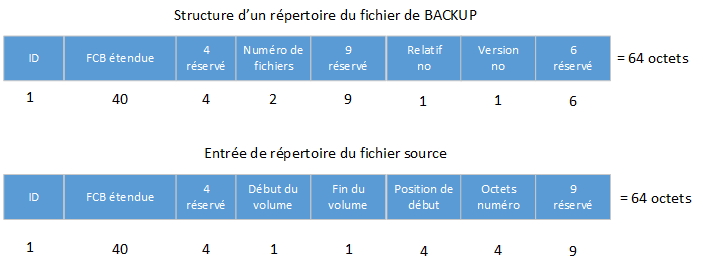 Structure d'un répertoire du fichier de BACKUP
ID FCB étendue 4 réservé Numéro de fichiers 9 réservé Relatif no Version no 6 réservé = 64 octets
1 40 4 2 9 1 1 6
Entrée de répertoire du fichier source
ID FCB étendue 4 réservé Début du volume Fin du volume Position de début Octets numéro 9 réservé = 64 octets
1 40 4 1 1 4 4 9